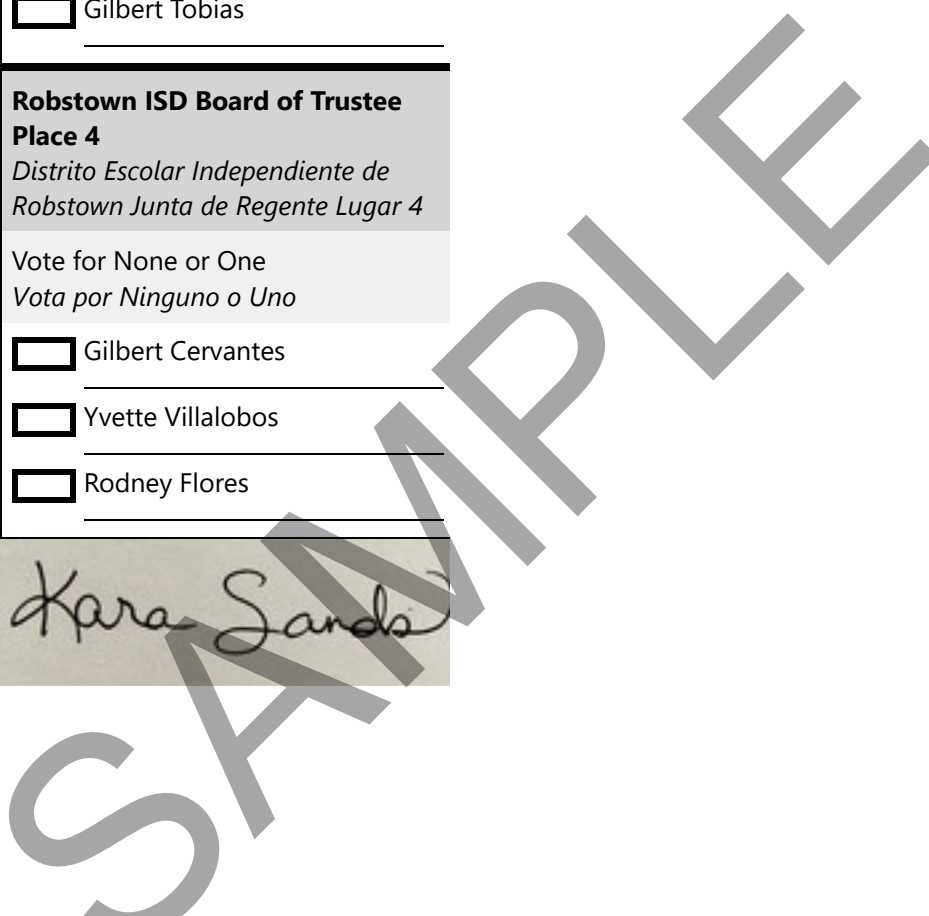 Gilbert Tobias
Robstown ISD Board of Trustee
Place 4
Distrito Escolar Independiente de
Robstown Junta de Regente Lugar 4
Vote for None or One
Vota por Ninguno o Uno
Gilbert Cervantes
Yvette Villalobos
Rodney Flores
Kara Sands
SAMPLE